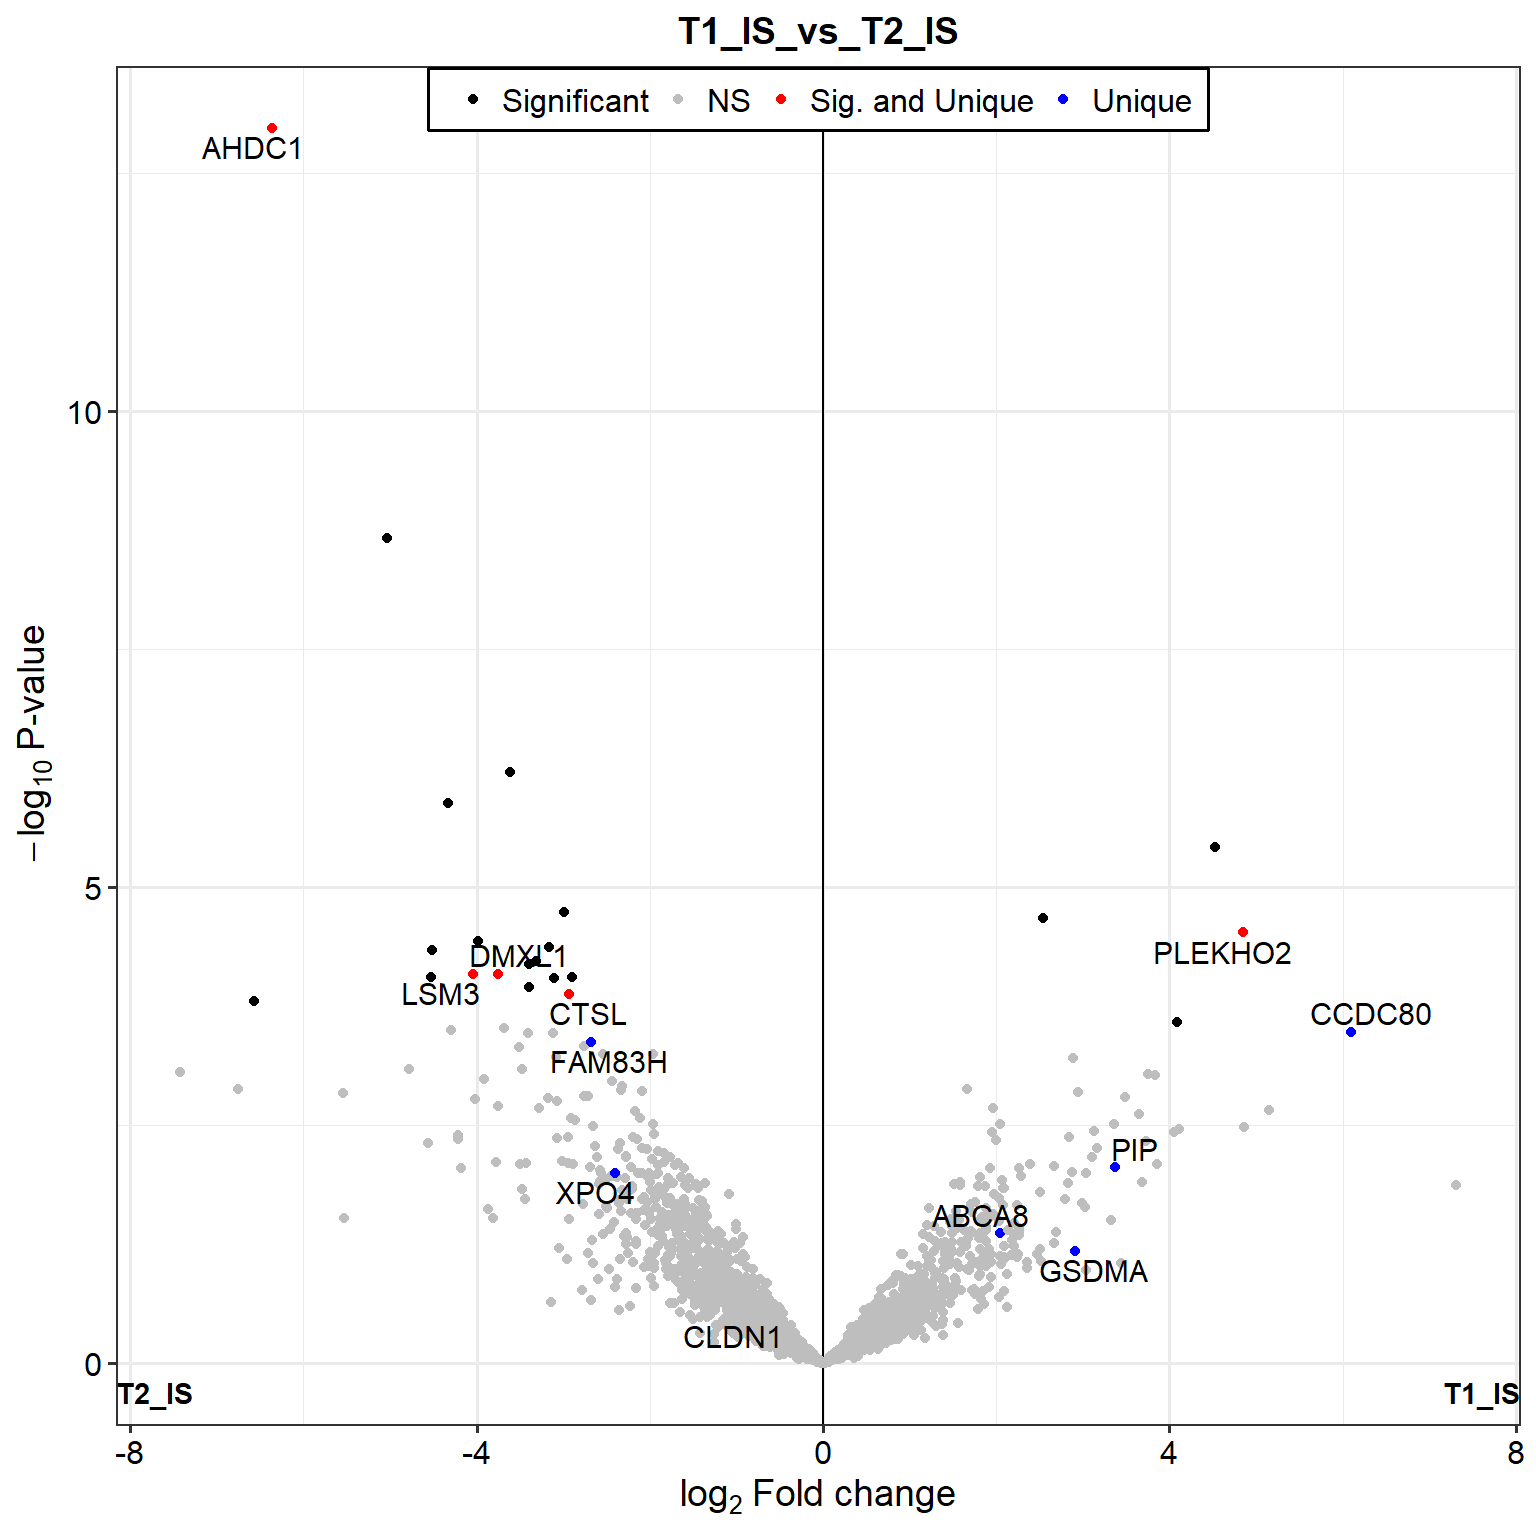 T1_IS_vs_T2_IS
Significant NS Sig. and Unique Unique
AHDC1
10
5
0
−log10 P-value
DMXL1
PLEKHO2
LSM3
CTSL
CCDC80
FAM83H
PIP
XPO4
ABCA8
GSDMA
CLDN1
T2_IS
T1_IS
-8 -4 0 4 8
log2 Fold change